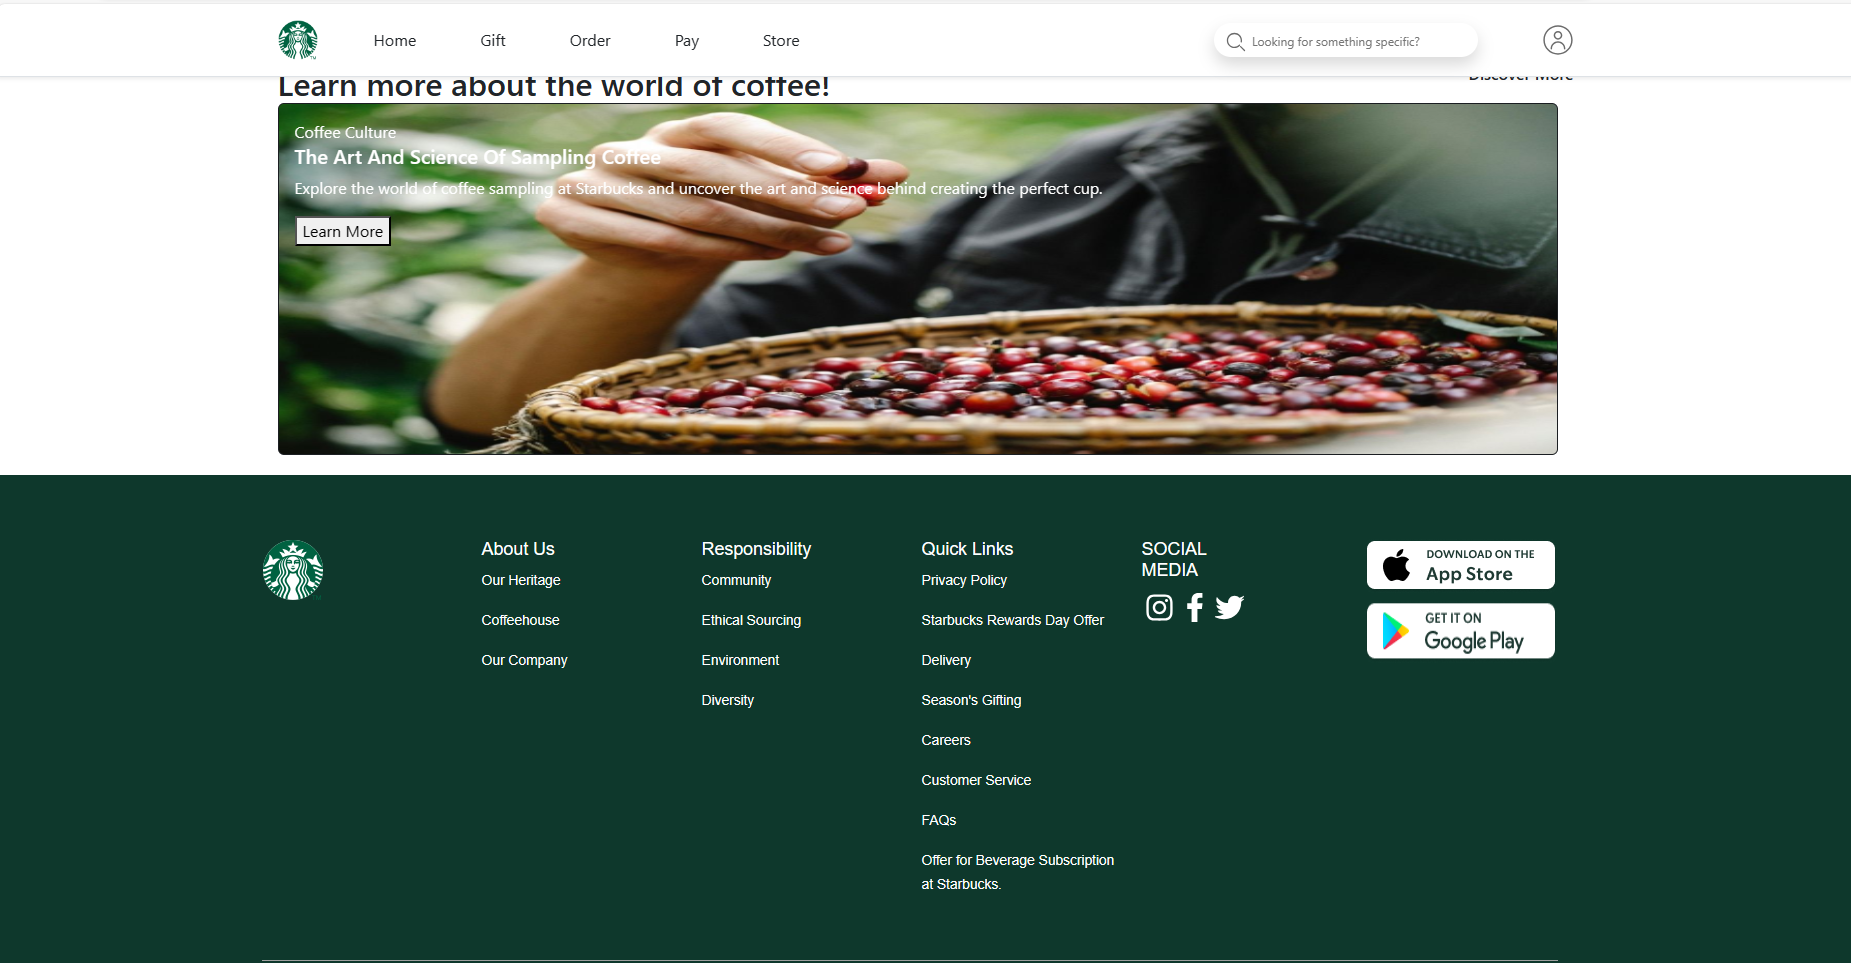 Home Gift Order Pay Store Looking for something specific?
Learn more about the world of coffee! Discover More
Coffee Culture
The Art And Science Of Sampling Coffee
Explore the world of coffee sampling at Starbucks and uncover the art and science behind creating the perfect cup.
Learn More
About Us
Our Heritage
Coffeehouse
Our Company
Responsibility
Community
Ethical Sourcing
Environment
Diversity
Quick Links
Privacy Policy
Starbucks Rewards Day Offer
Delivery
Season's Gifting
Careers
Customer Service
FAQs
Offer for Beverage Subscription
at Starbucks.
SOCIAL
MEDIA
DOWNLOAD ON THE
App Store
GET IT ON
Google Play